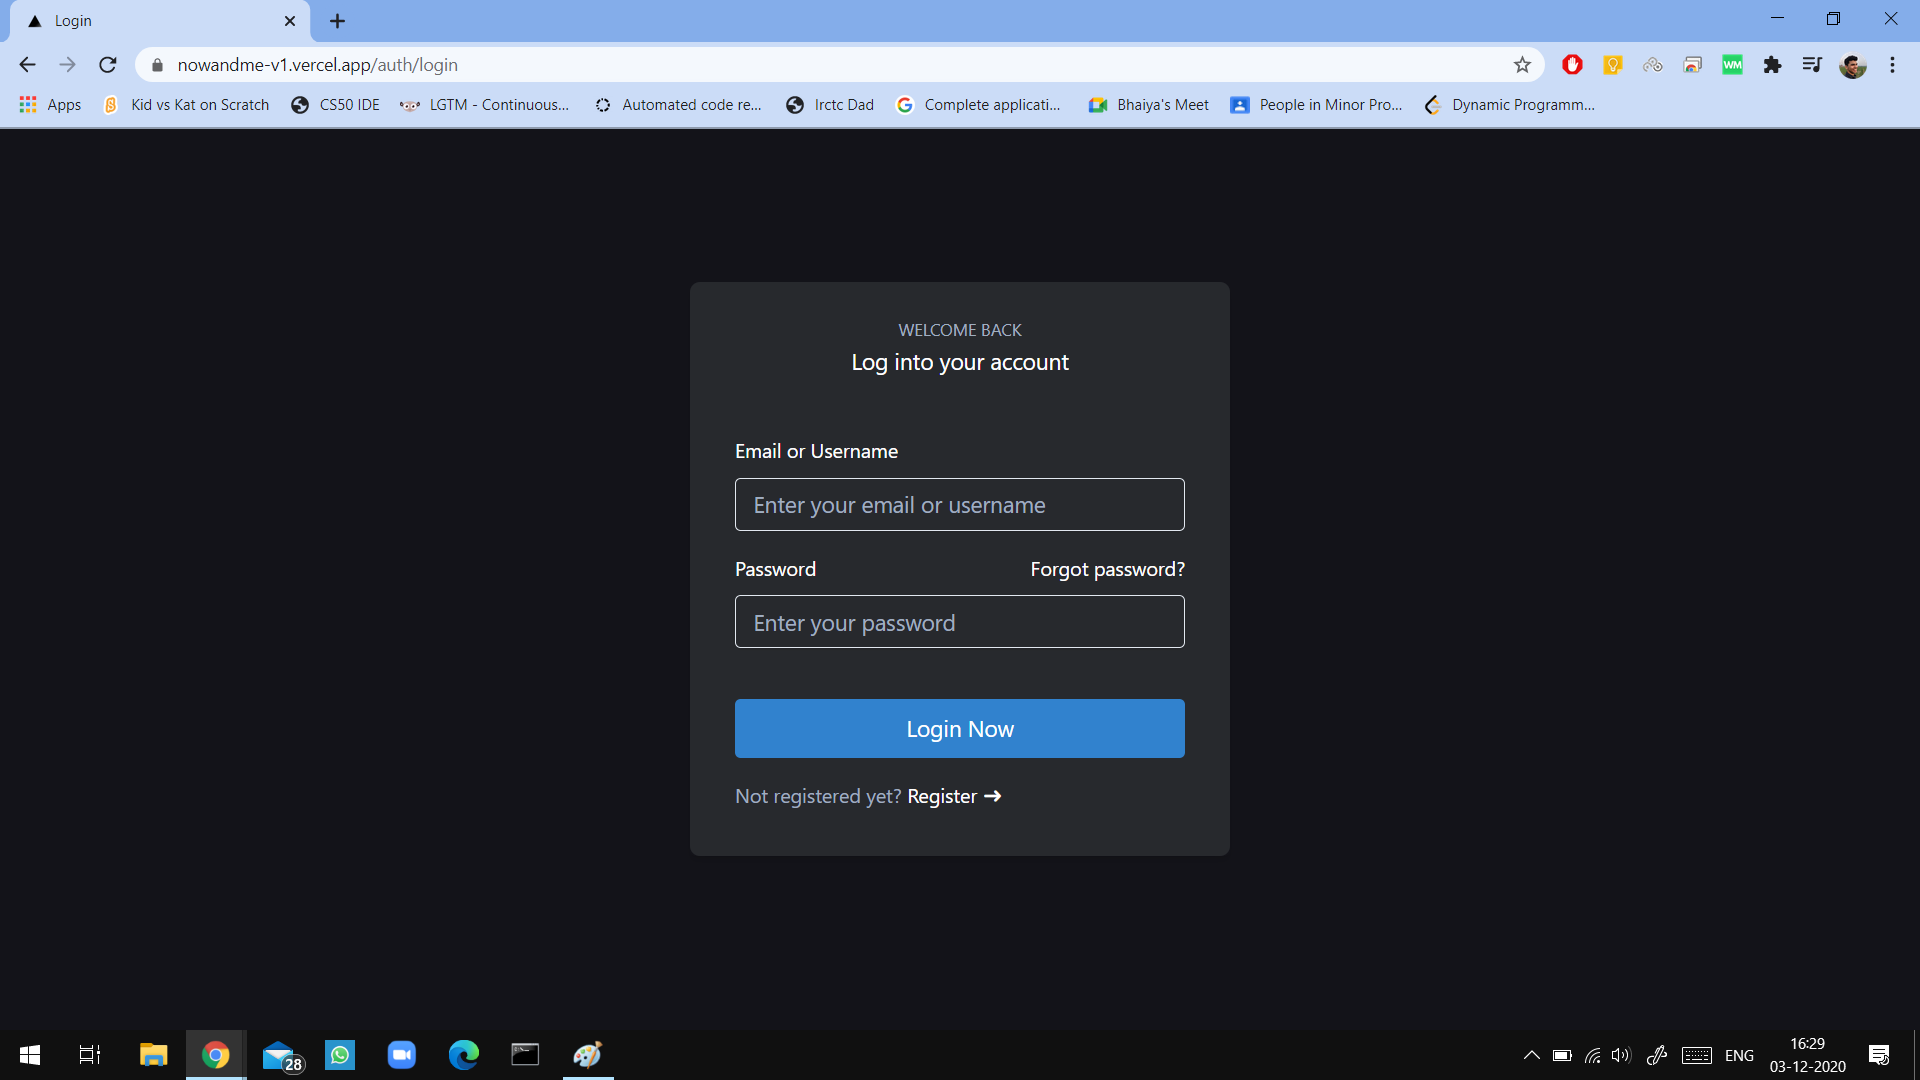 Login
nowandme-v1.vercel.app/auth/login
WM
Apps Kid vs Kat on Scratch CS50 IDE LGTM - Continuous... Automated code re... Irctc Dad Complete applicati... Bhaiya's Meet People in Minor Pro... Dynamic Programm...
WELCOME BACK
Log into your account
Email or Username
Enter your email or username
Password Forgot password?
Enter your password
Login Now
Not registered yet? Register →
28
ENG
16:29
03-12-2020